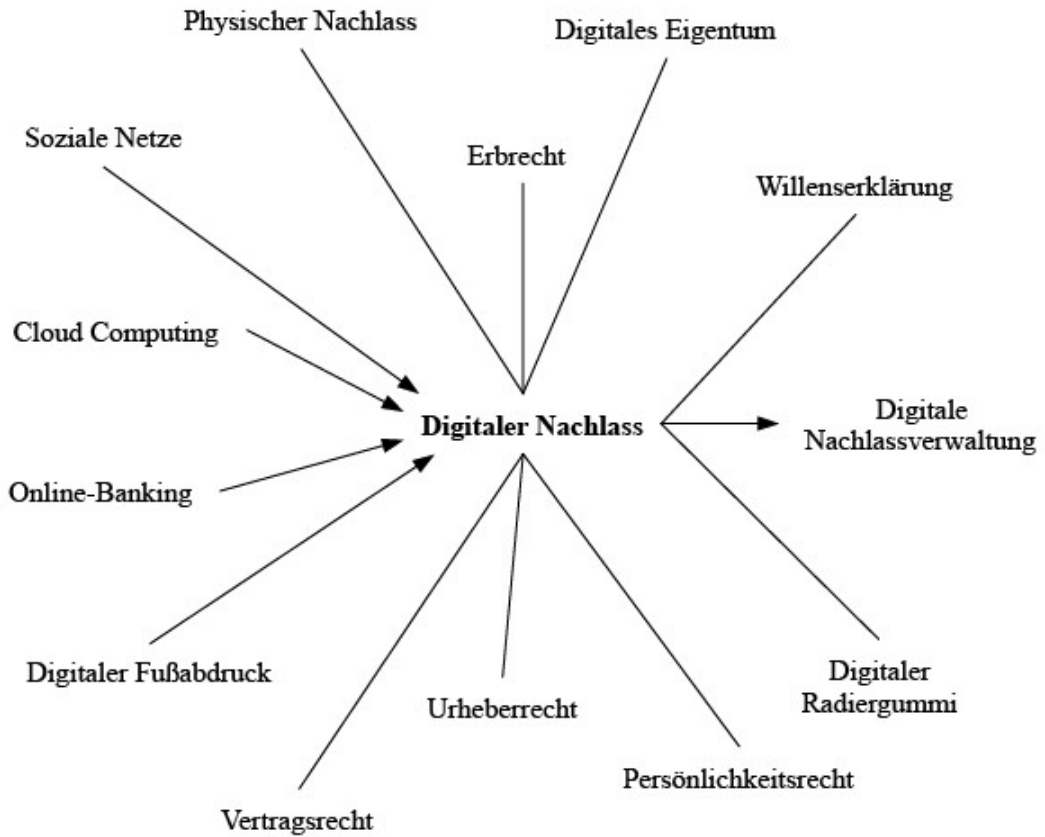 Physischer Nachlass
Digitales Eigentum
Soziale Netze
Erbrecht
Willenserklärung
Cloud Computing
Digitaler Nachlass
Digitale
Nachlassverwaltung
Online-Banking
Digitaler Fußabdruck
Urheberrecht
Digitaler
Radiergummi
Persönlichkeitsrecht
Vertragsrecht